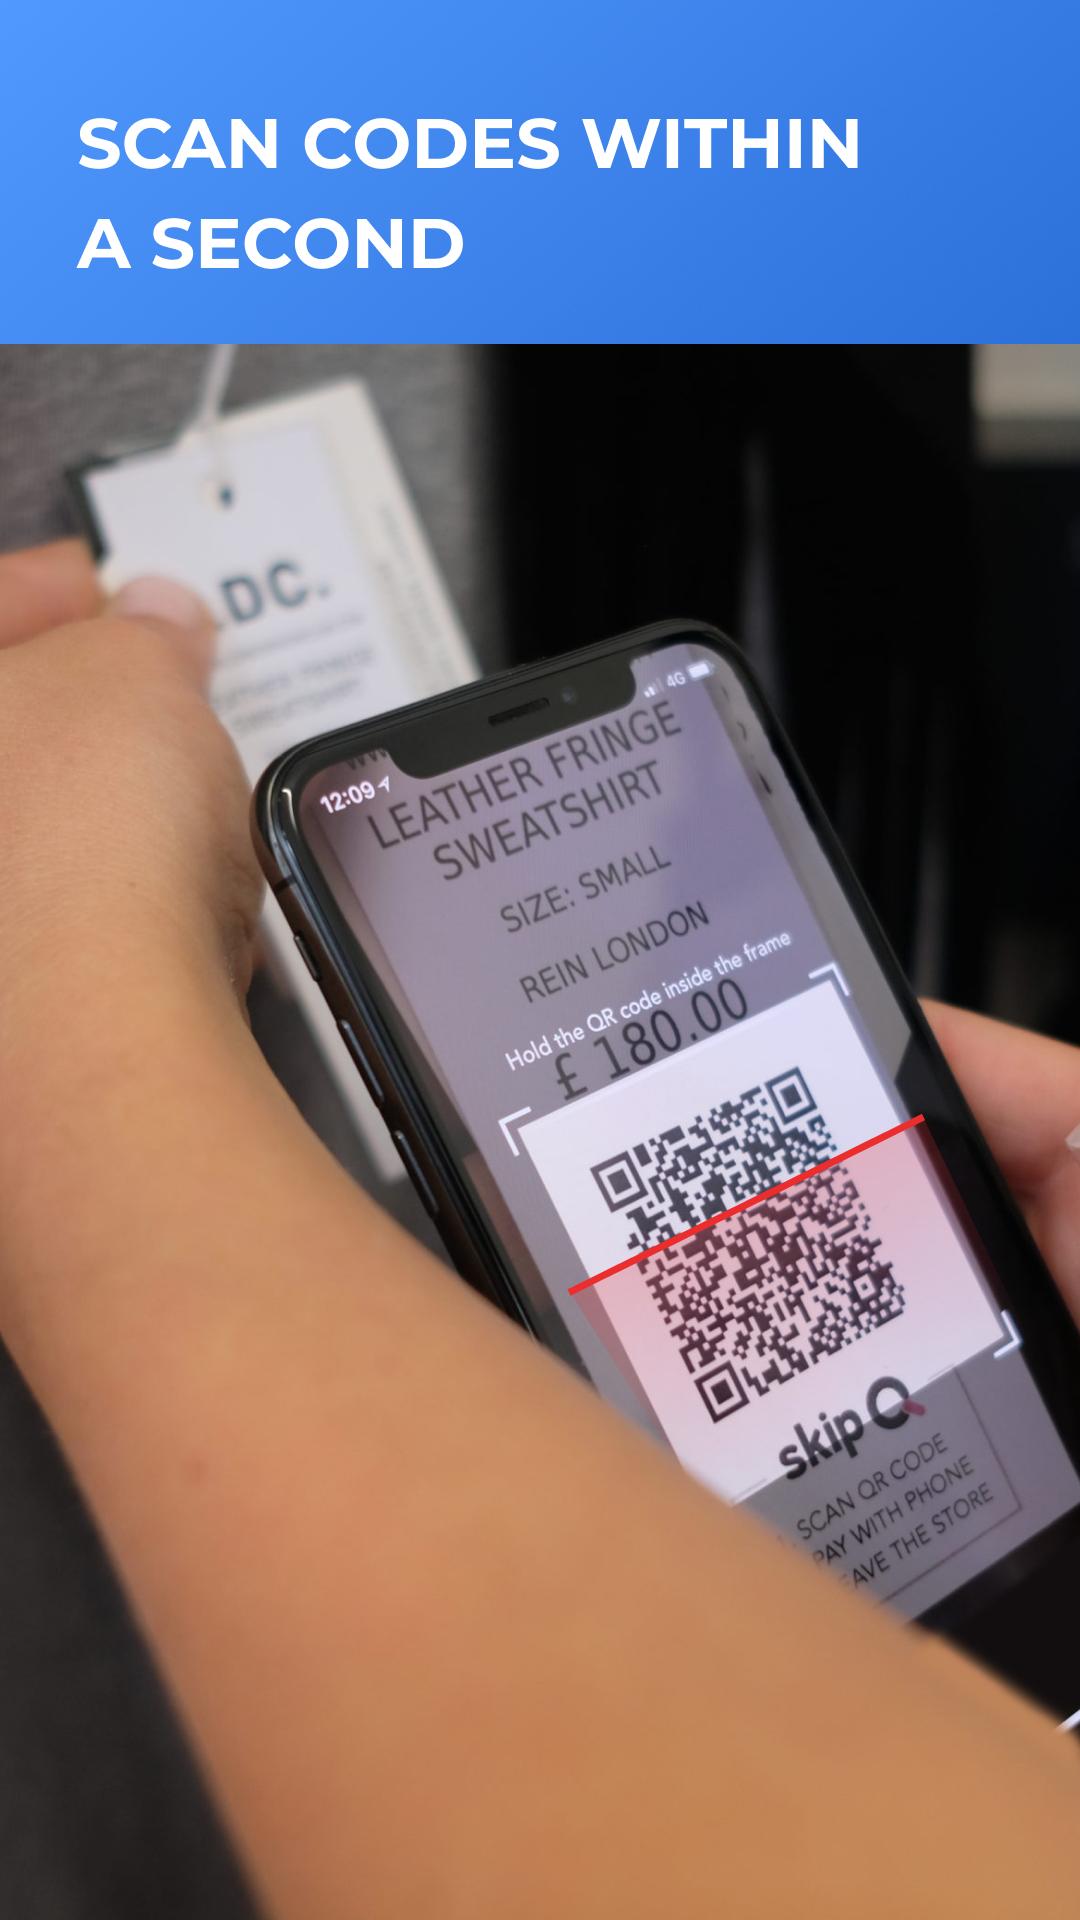 SCAN CODES WITHIN
A SECOND
DC.
12:09
4G
LEATHER FRINGE
SWEATSHIRT
SIZE: SMALL
REIN LONDON
Hold the QR code inside the frame
£ 180.00
skip
SCAN QR CODE
PAY WITH PHONE
THE STORE